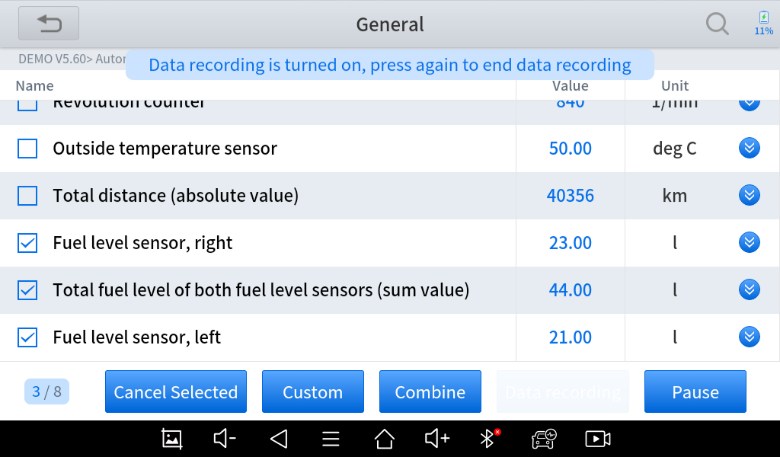 General
11%
DEMO V5.60> Autor
Data recording is turned on, press again to end data recording
Name Value Unit
Revolution counter 840 1/min
Outside temperature sensor 50.00 deg C
Total distance (absolute value) 40356 km
Fuel level sensor, right 23.00 l
Total fuel level of both fuel level sensors (sum value) 44.00 l
Fuel level sensor, left 21.00 l
3 / 8 Cancel Selected Custom Combine Data recording Pause